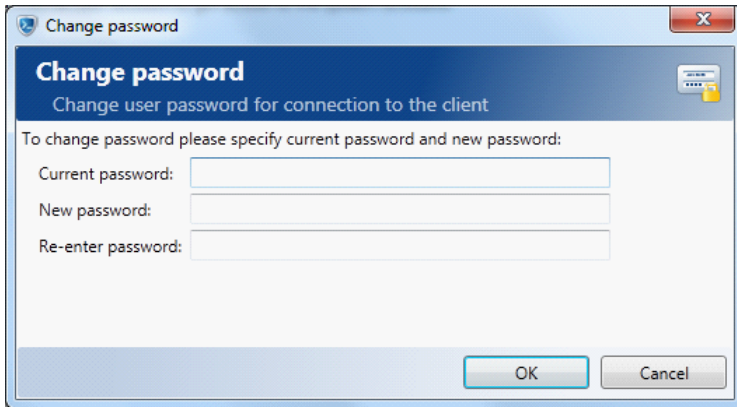 Change password
Change password
Change user password for connection to the client
To change password please specify current password and new password:
Current password:
New password:
Re-enter password:
OK Cancel